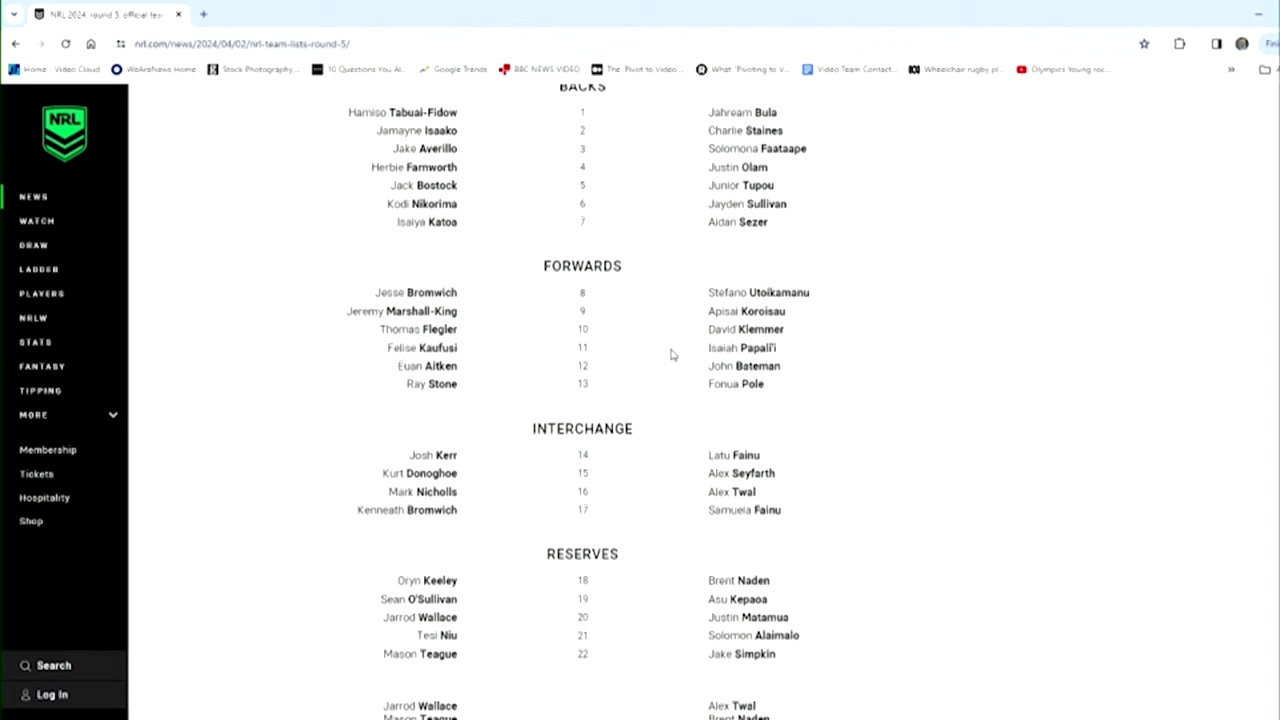 NRL 2024, round 5, official tea
nrl.com/news/2024/04/02/nrl-team-lists-round-5/
Home - Video Cloud WeAreNews Home Stock Photography... 10 Questions You Al... Google Trends BBC NEWS VIDEO The 'Pivot to Video'... What "Pivoting to V... Video Team Contact... Wheelchair rugby pl... Olympics Young roc...
NRL
NEWS
WATCH
DRAW
LADDER
PLAYERS
NRLW
STATS
FANTASY
TIPPING
MORE
Membership
Tickets
Hospitality
Shop
Search
Log In
BACKS
Hamiso Tabuai-Fidow 1 Jahream Bula
Jamayne Isaako 2 Charlie Staines
Jake Averillo 3 Solomona Faataape
Herbie Farnworth 4 Justin Olam
Jack Bostock 5 Junior Tupou
Kodi Nikorima 6 Jayden Sullivan
Isaiya Katoa 7 Aidan Sezer
FORWARDS
Jesse Bromwich 8 Stefano Utoikamanu
Jeremy Marshall-King 9 Apisai Koroisau
Thomas Flegler 10 David Klemmer
Felise Kaufusi 11 Isaiah Papali'i
Euan Aitken 12 John Bateman
Ray Stone 13 Fonua Pole
INTERCHANGE
Josh Kerr 14 Latu Fainu
Kurt Donoghoe 15 Alex Seyfarth
Mark Nicholls 16 Alex Twal
Kenneath Bromwich 17 Samuela Fainu
RESERVES
Oryn Keeley 18 Brent Naden
Sean O'Sullivan 19 Asu Kepaoa
Jarrod Wallace 20 Justin Matamua
Tesi Niu 21 Solomon Alaimalo
Mason Teague 22 Jake Simpkin
Jarrod Wallace Alex Twal
Mason Teague Brent Naden